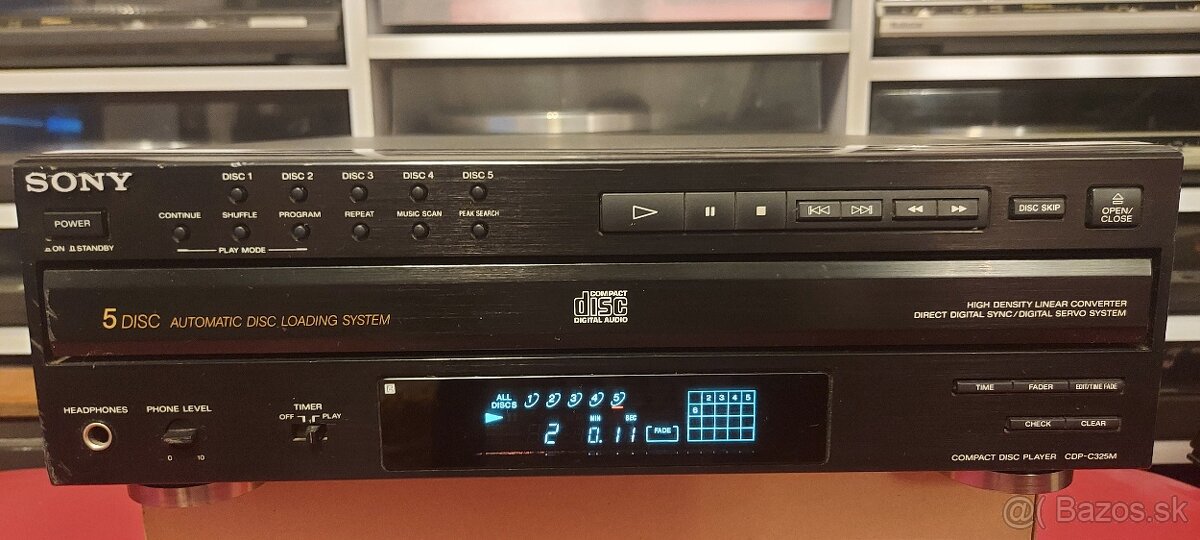 SONY
DISC 1 DISC 2 DISC 3 DISC 4 DISC 5
POWER
ON STANDBY
CONTINUE SHUFFLE PROGRAM REPEAT MUSIC SCAN PEAK SEARCH
PLAY MODE
DISC SKIP
OPEN/
CLOSE
5 DISC AUTOMATIC DISC LOADING SYSTEM
COMPACT
disc
DIGITAL AUDIO
HIGH DENSITY LINEAR CONVERTER
DIRECT DIGITAL SYNC/DIGITAL SERVO SYSTEM
HEADPHONES
PHONE LEVEL
0 10
TIMER
OFF PLAY
ALL
DISCS 1 2 3 4 5
MIN SEC
2 0.11 FADE
2 3 4 5
6
TIME FADER EDIT/TIME FADE
CHECK CLEAR
COMPACT DISC PLAYER CDP-C325M
@( Bazos.sk